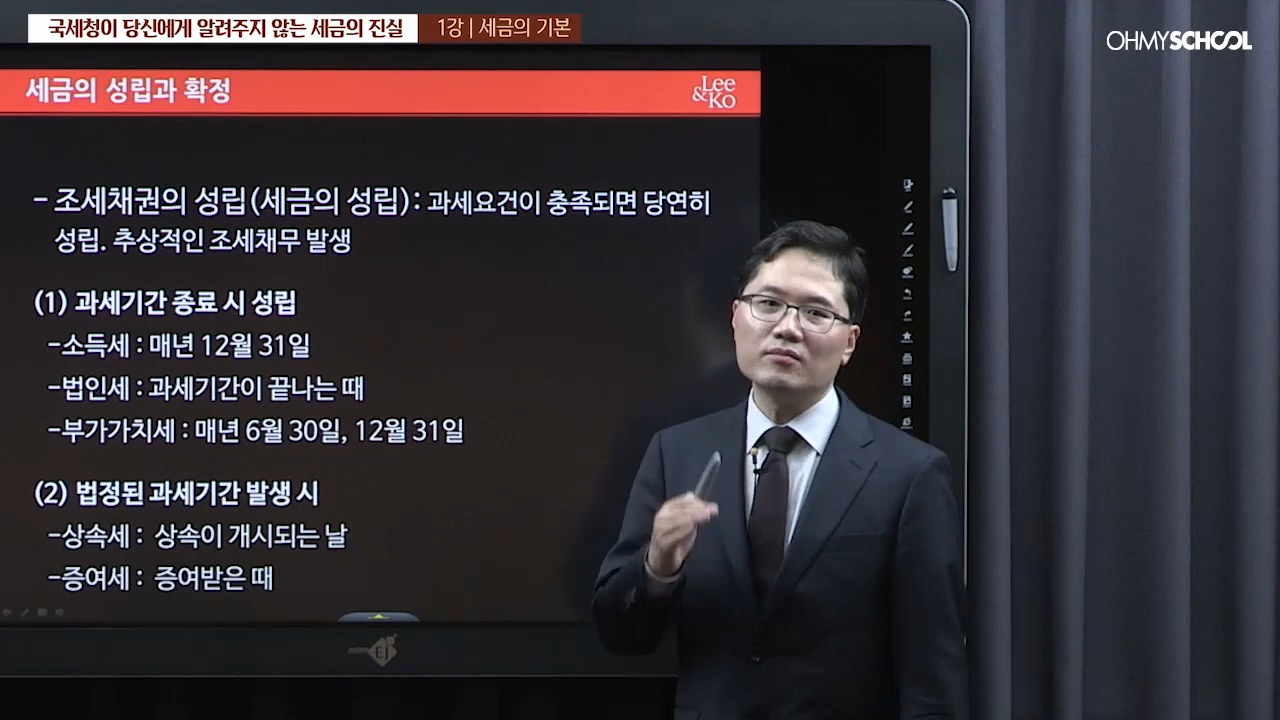 국세청이 당신에게 알려주지 않는 세금의 진실
1강 | 세금의 기본
OHMYSCHOOL
세금의 성립과 확정
Lee
&Ko
- 조세채권의 성립(세금의 성립) : 과세요건이 충족되면 당연히
성립. 추상적인 조세채무 발생
(1) 과세기간 종료 시 성립
-소득세 : 매년 12월 31일
-법인세 : 과세기간이 끝나는 때
-부가가치세 : 매년 6월 30일, 12월 31일
(2) 법정된 과세기간 발생 시
-상속세 : 상속이 개시되는 날
-증여세 : 증여받은 때